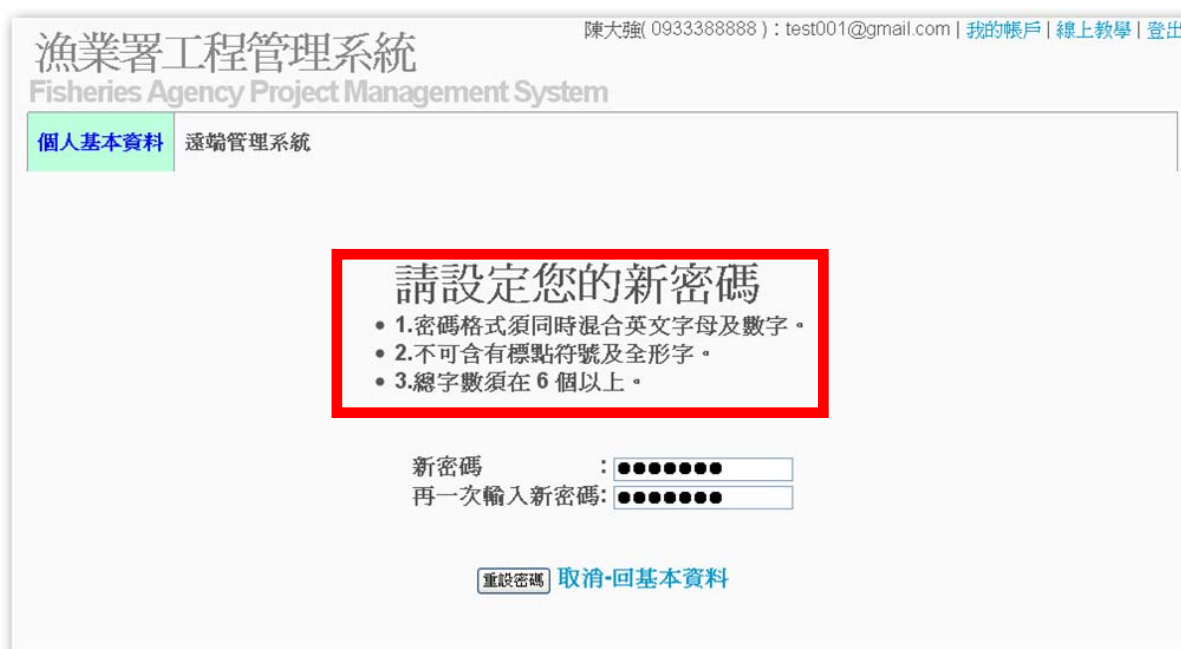 陳大強( 0933388888 )：test001@gmail.com | 我的帳戶 | 線上教學 | 登出
漁業署工程管理系統
Fisheries Agency Project Management System
個人基本資料 遠端管理系統
請設定您的新密碼
• 1.密碼格式須同時混合英文字母及數字。
• 2.不可含有標點符號及全形字。
• 3.總字數須在 6 個以上。
新密碼 : ●●●●●●●
再一次輸入新密碼: ●●●●●●●
重設密碼 取消-回基本資料